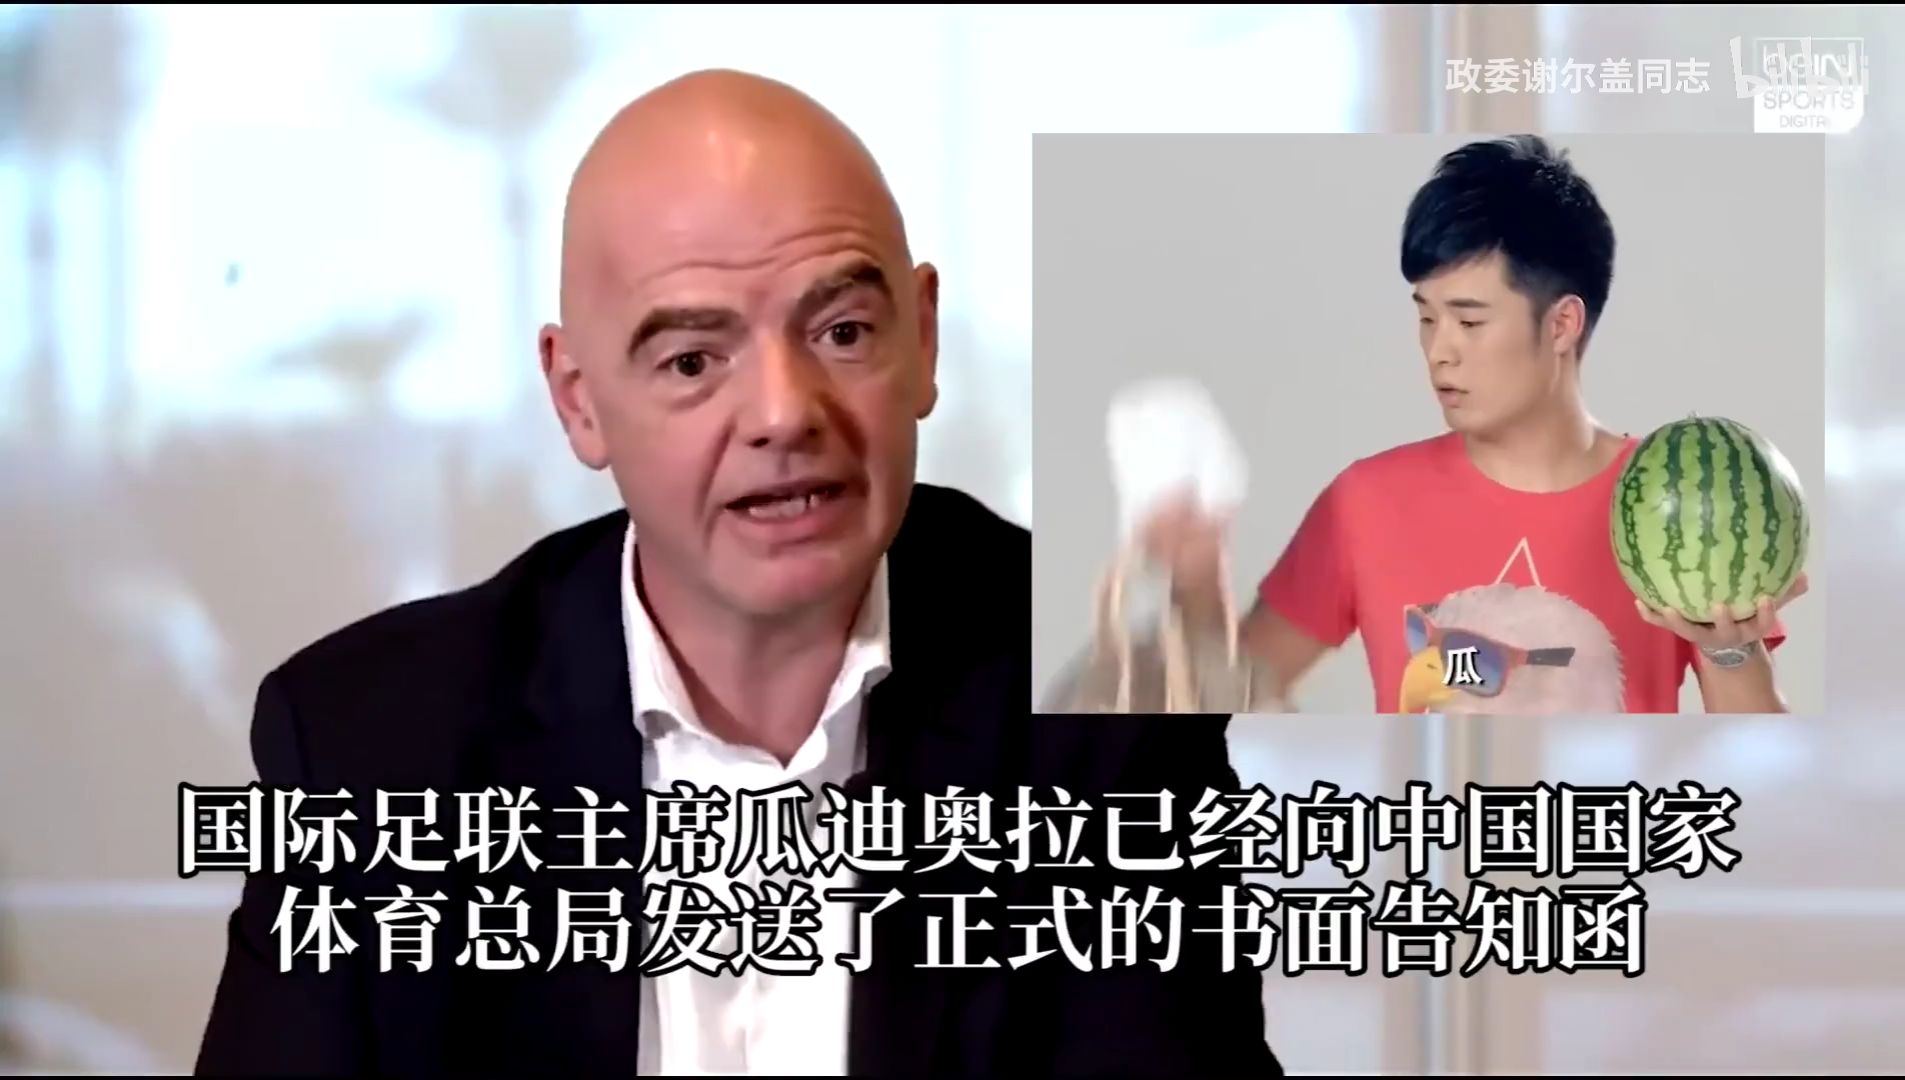 政委谢尔盖同志
bilibili
SPORTS
瓜
国际足联主席瓜迪奥拉已经向中国国家
体育总局发送了正式的书面告知函